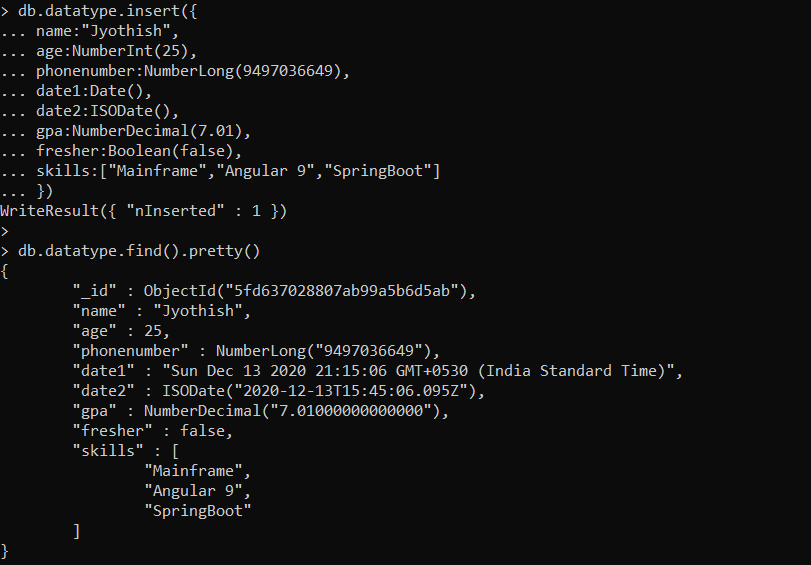 > db.datatype.insert({
... name:"Jyothish",
... age:NumberInt(25),
... phonenumber:NumberLong(9497036649),
... date1:Date(),
... date2:ISODate(),
... gpa:NumberDecimal(7.01),
... fresher:Boolean(false),
... skills:["Mainframe","Angular 9","SpringBoot"]
... })
WriteResult({ "nInserted" : 1 })
>
> db.datatype.find().pretty()
{
        "_id" : ObjectId("5fd637028807ab99a5b6d5ab"),
        "name" : "Jyothish",
        "age" : 25,
        "phonenumber" : NumberLong("9497036649"),
        "date1" : "Sun Dec 13 2020 21:15:06 GMT+0530 (India Standard Time)",
        "date2" : ISODate("2020-12-13T15:45:06.095Z"),
        "gpa" : NumberDecimal("7.01000000000000"),
        "fresher" : false,
        "skills" : [
                "Mainframe",
                "Angular 9",
                "SpringBoot"
        ]
}